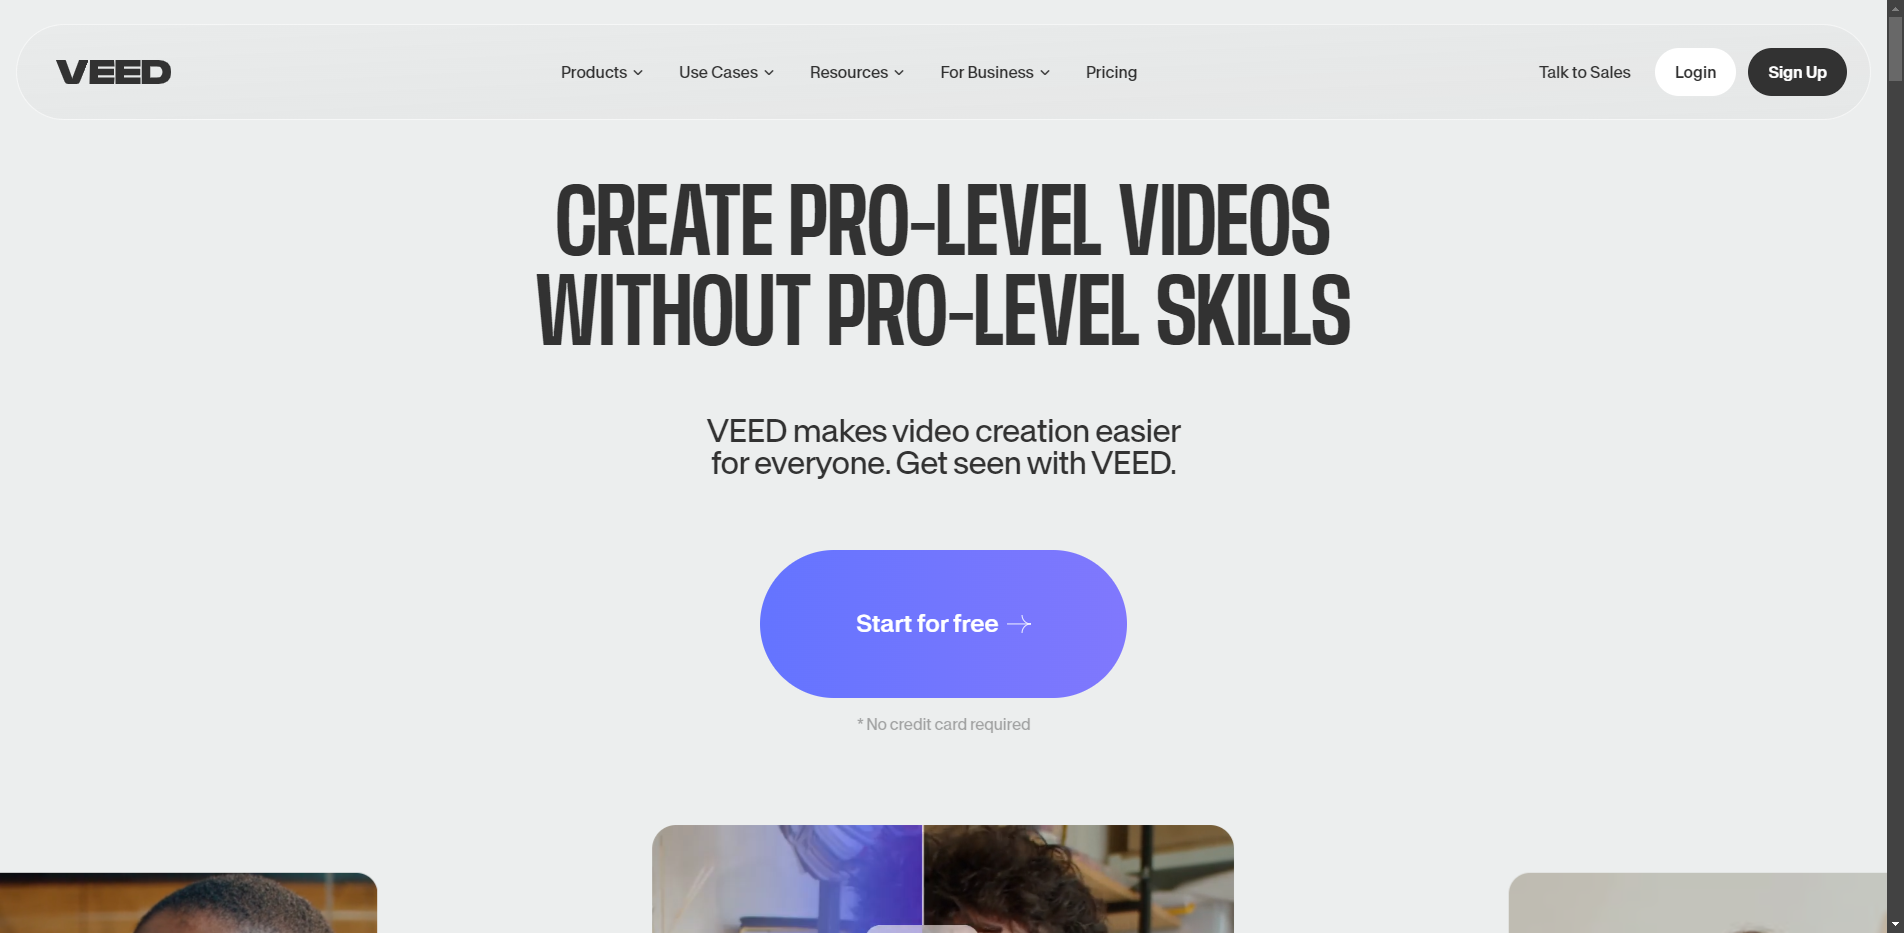 VEED
Products
Use Cases
Resources
For Business
Pricing
Talk to Sales
Login
Sign Up
CREATE PRO-LEVEL VIDEOS
WITHOUT PRO-LEVEL SKILLS
VEED makes video creation easier
for everyone. Get seen with VEED.
Start for free
* No credit card required